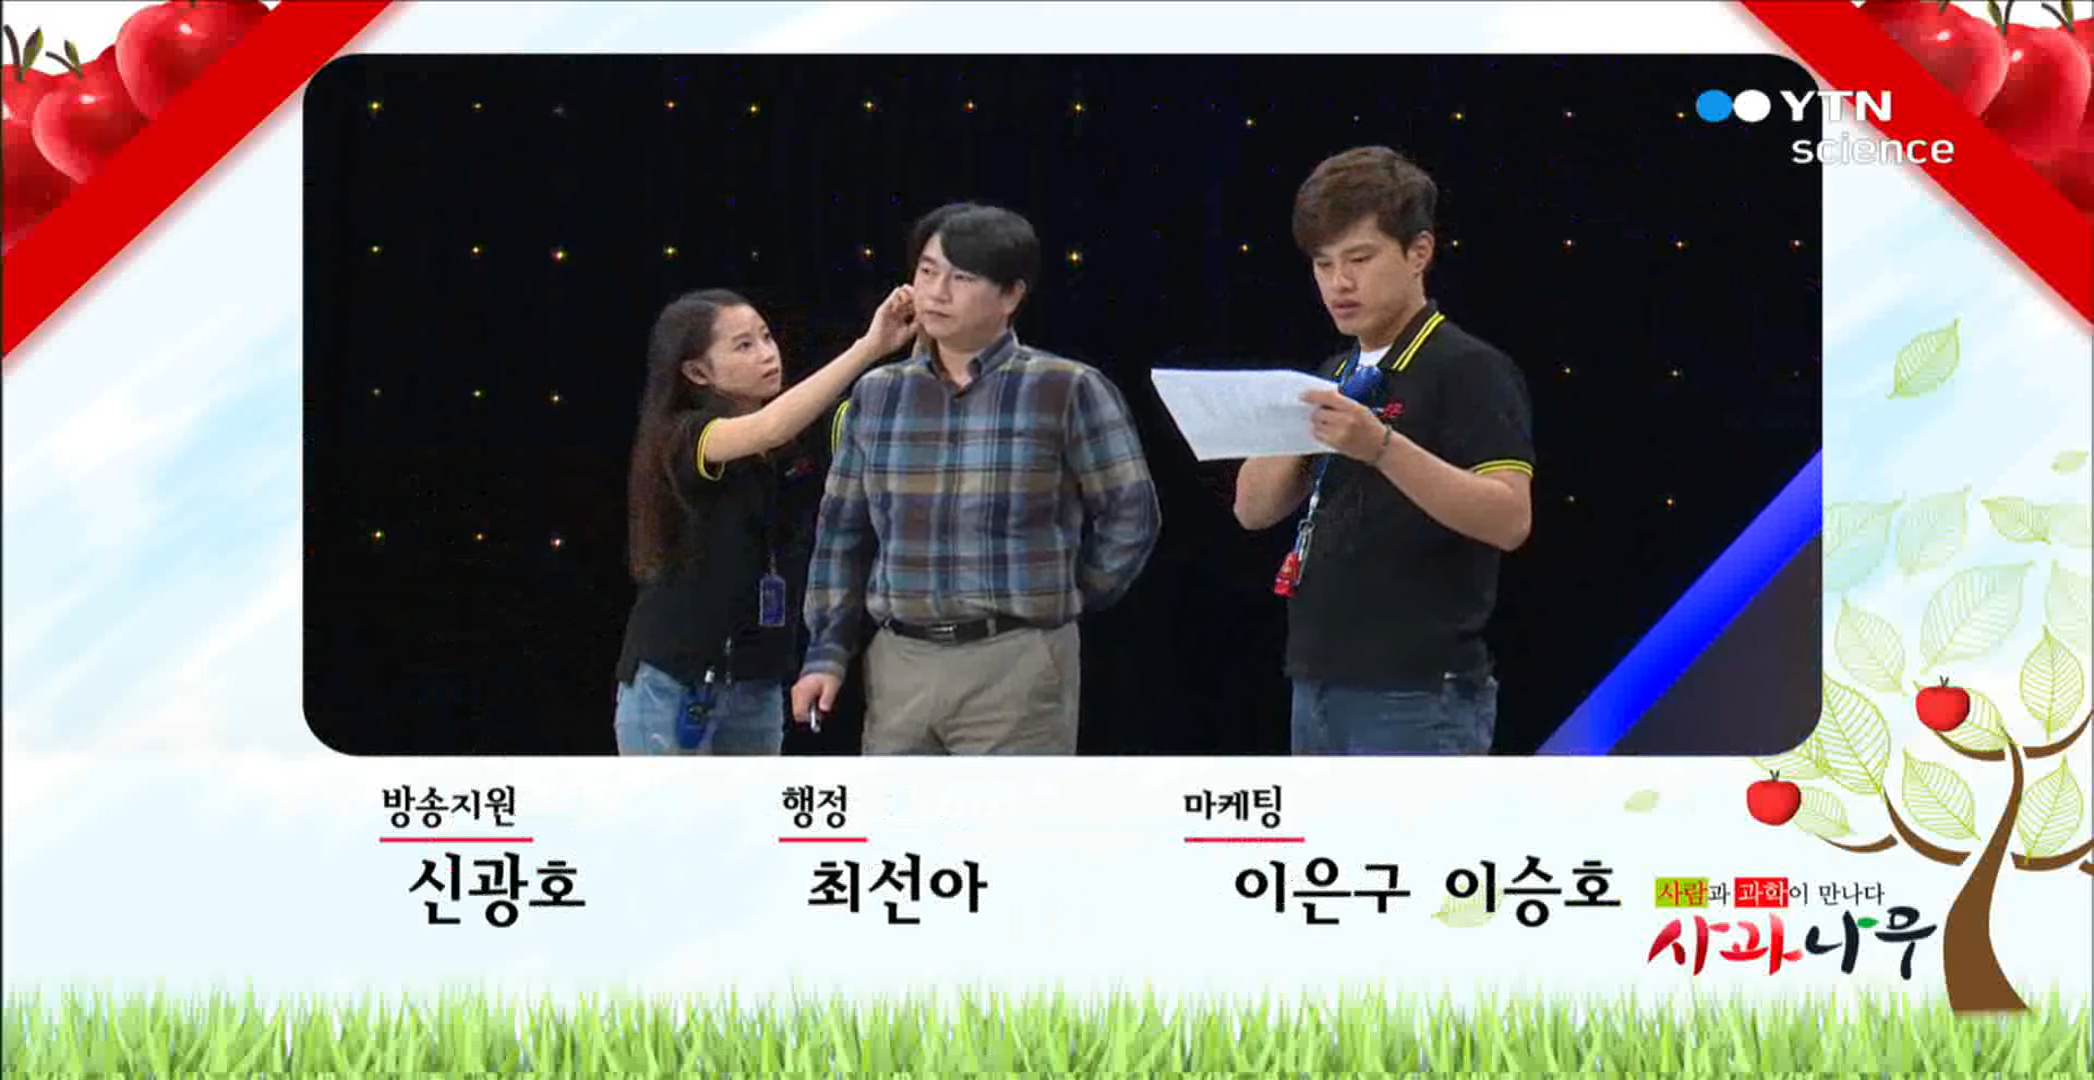 YTN
science
방송지원
신광호
행정
최선아
마케팅
이은구 이승호
사람과 과학이 만나다
사과나무